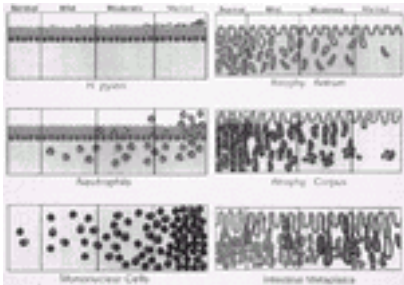 Normal Mild Moderate Marked
Normal Mild Moderate Marked
H. pylori
Atrophy: Antrum
Neutrophils
Atrophy: Corpus
Mononuclear Cells
Intestinal Metaplasia